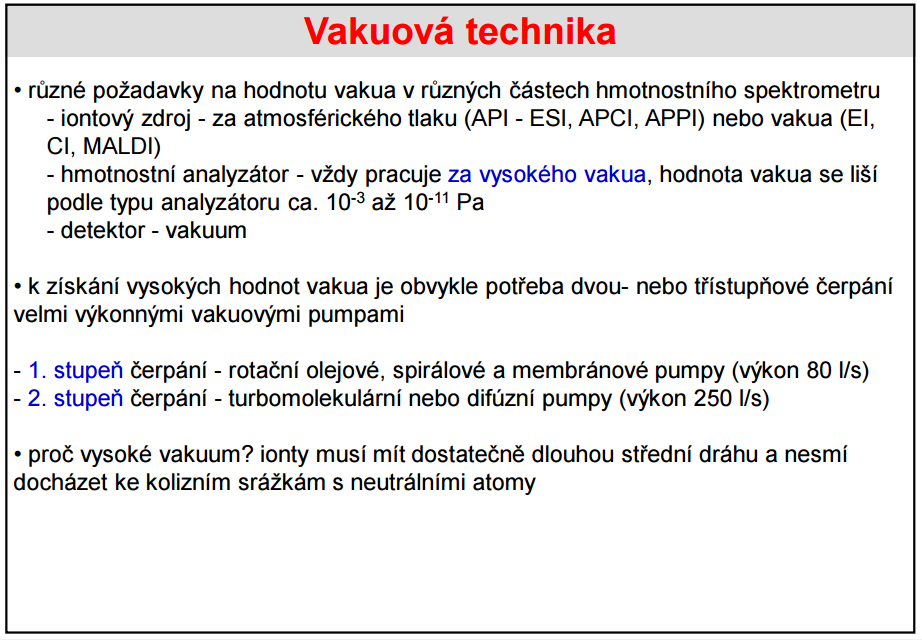 Vakuová technika
• různé požadavky na hodnotu vakua v různých částech hmotnostního spektrometru
- iontový zdroj - za atmosférického tlaku (API - ESI, APCI, APPI) nebo vakua (EI,
CI, MALDI)
- hmotnostní analyzátor - vždy pracuje za vysokého vakua, hodnota vakua se liší
podle typu analyzátoru ca. 10⁻³ až 10⁻¹¹ Pa
- detektor - vakuum
• k získání vysokých hodnot vakua je obvykle potřeba dvou- nebo třístupňové čerpání
velmi výkonnými vakuovými pumpami
- 1. stupeň čerpání - rotační olejové, spirálové a membránové pumpy (výkon 80 l/s)
- 2. stupeň čerpání - turbomolekulární nebo difúzní pumpy (výkon 250 l/s)
• proč vysoké vakuum? ionty musí mít dostatečně dlouhou střední dráhu a nesmí
docházet ke kolizním srážkám s neutrálními atomy